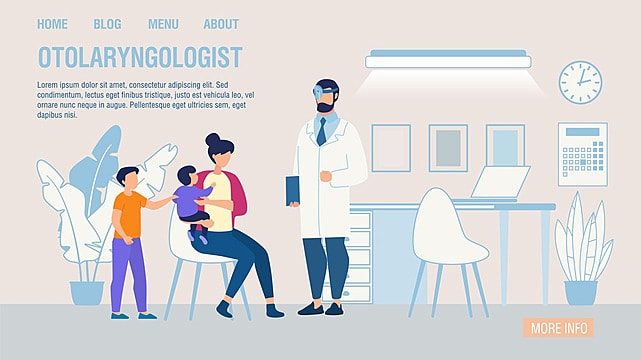 HOME BLOG MENU ABOUT
OTOLARYNGOLOGIST
Lorem ipsum dolor sit amet, consectetur adipiscing elit. Sed
condimentum, lectus eget finibus tristique, justo est vehicula leo, vel
ornare nunc neque in augue. Pellentesque eget ultricies sem, eget
dapibus nisi.
MORE INFO